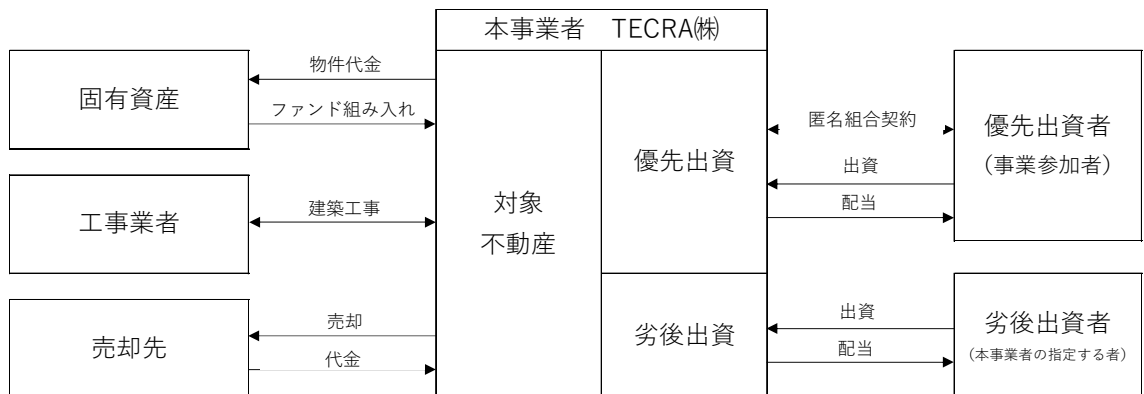 本事業者 TECRA㈱
固有資産
物件代金
ファンド組み入れ
工事業者
建築工事
売却先
売却
代金
対象
不動産
優先出資
劣後出資
匿名組合契約
出資
配当
優先出資者
(事業参加者)
出資
配当
劣後出資者
(本事業者の指定する者)